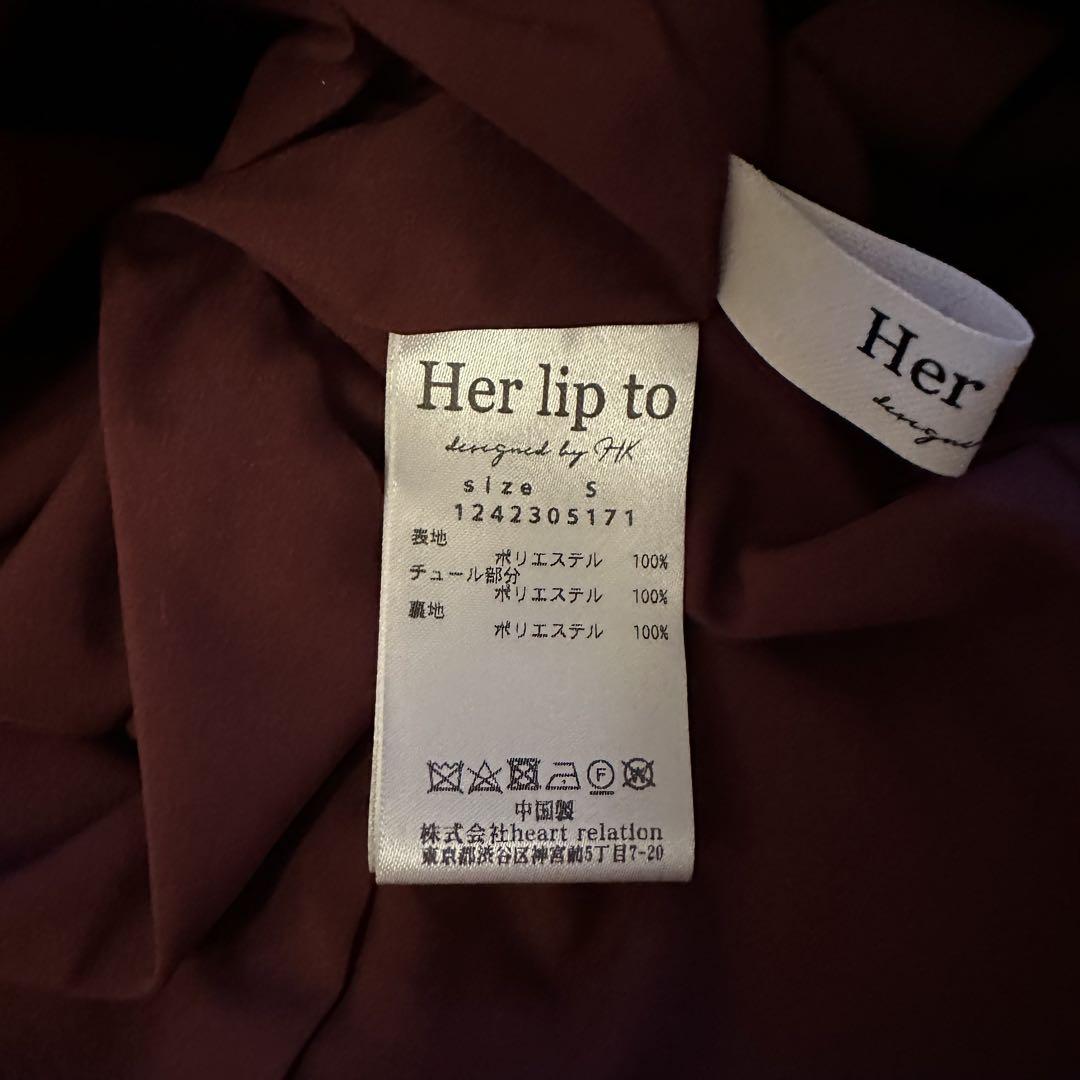 Her lip to
designed by HK
size S
1242305171
表地
ポリエステル 100%
チュール部分
ポリエステル 100%
裏地
ポリエステル 100%
F
W
中国製
株式会社heart relation
東京都渋谷区神宮前5丁目7-20
Her
designe